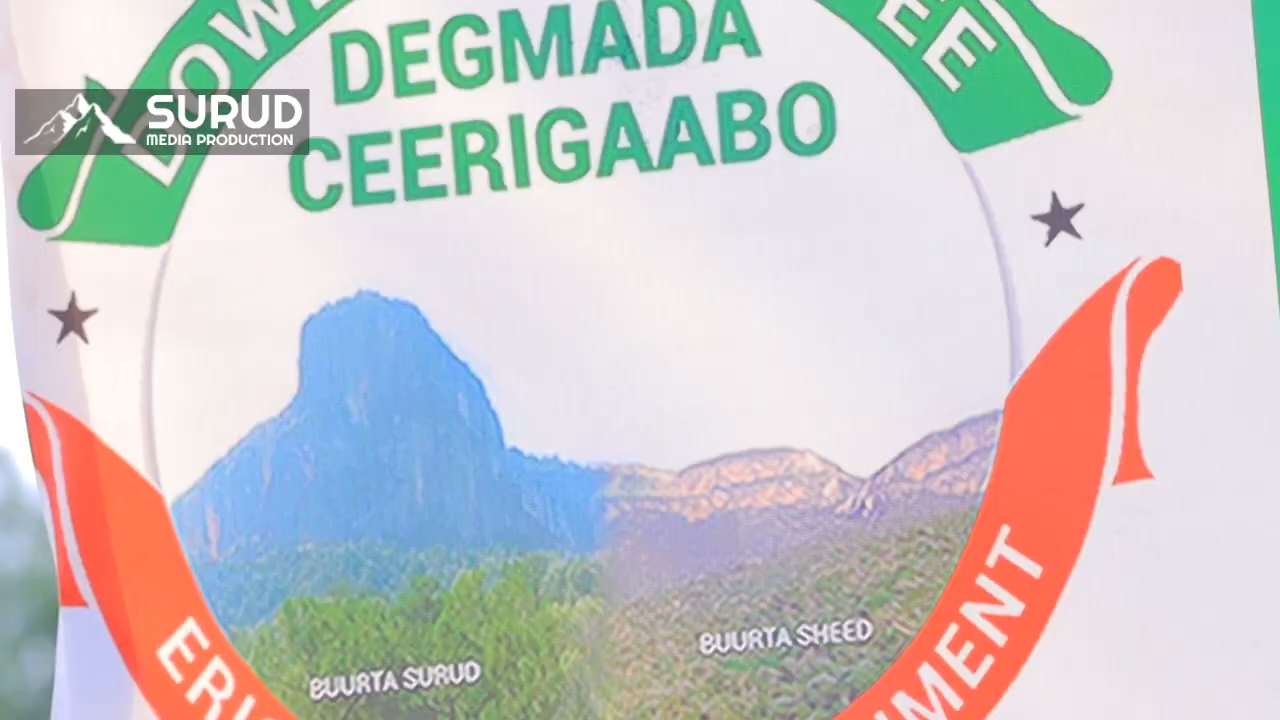 DEGMADA
CEERIGAABO
SURUD
MEDIA PRODUCTION
BUURTA SHEED
BUURTA SURUD